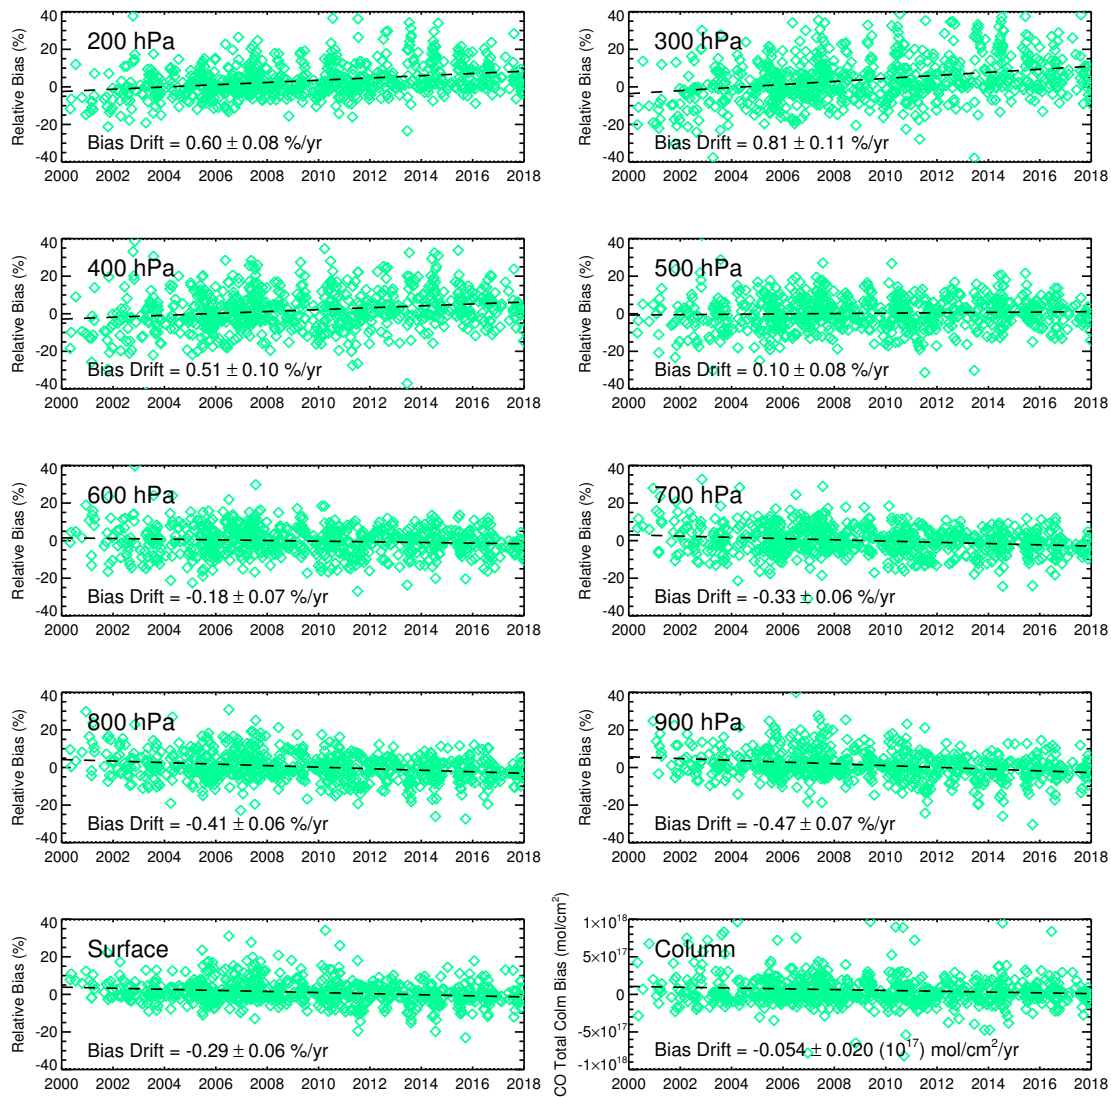 200 hPa
Relative Bias (%)
40
20
0
-20
-40
Bias Drift = 0.60 ± 0.08 %/yr
2000 2002 2004 2006 2008 2010 2012 2014 2016 2018
300 hPa
Relative Bias (%)
40
20
0
-20
-40
Bias Drift = 0.81 ± 0.11 %/yr
2000 2002 2004 2006 2008 2010 2012 2014 2016 2018
400 hPa
Relative Bias (%)
40
20
0
-20
-40
Bias Drift = 0.51 ± 0.10 %/yr
2000 2002 2004 2006 2008 2010 2012 2014 2016 2018
500 hPa
Relative Bias (%)
40
20
0
-20
-40
Bias Drift = 0.10 ± 0.08 %/yr
2000 2002 2004 2006 2008 2010 2012 2014 2016 2018
600 hPa
Relative Bias (%)
40
20
0
-20
-40
Bias Drift = -0.18 ± 0.07 %/yr
2000 2002 2004 2006 2008 2010 2012 2014 2016 2018
700 hPa
Relative Bias (%)
40
20
0
-20
-40
Bias Drift = -0.33 ± 0.06 %/yr
2000 2002 2004 2006 2008 2010 2012 2014 2016 2018
800 hPa
Relative Bias (%)
40
20
0
-20
-40
Bias Drift = -0.41 ± 0.06 %/yr
2000 2002 2004 2006 2008 2010 2012 2014 2016 2018
900 hPa
Relative Bias (%)
40
20
0
-20
-40
Bias Drift = -0.47 ± 0.07 %/yr
2000 2002 2004 2006 2008 2010 2012 2014 2016 2018
Surface
Relative Bias (%)
40
20
0
-20
-40
Bias Drift = -0.29 ± 0.06 %/yr
2000 2002 2004 2006 2008 2010 2012 2014 2016 2018
Column
CO Total Colm Bias (mol/cm²)
1×10¹⁸
5×10¹⁷
0
-5×10¹⁷
-1×10¹⁸
Bias Drift = -0.054 ± 0.020 (10¹⁷) mol/cm²/yr
2000 2002 2004 2006 2008 2010 2012 2014 2016 2018